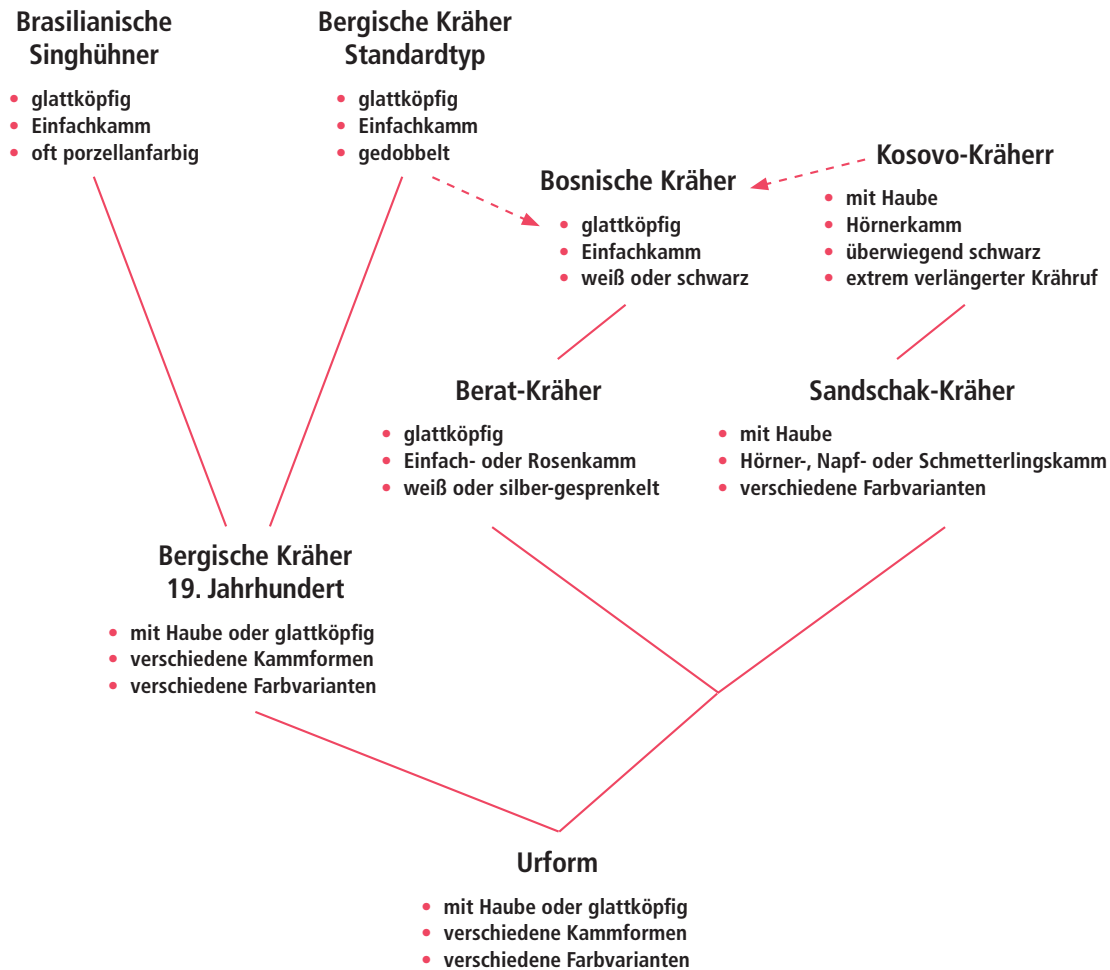 Brasilianische
Singhühner
• glattköpfig
• Einfachkamm
• oft porzellanfarbig
Bergische Kräher
Standardtyp
• glattköpfig
• Einfachkamm
• gedobbelt
Bosnische Kräher
• glattköpfig
• Einfachkamm
• weiß oder schwarz
Kosovo-Kräherr
• mit Haube
• Hörnerkamm
• überwiegend schwarz
• extrem verlängerter Krähruf
Berat-Kräher
• glattköpfig
• Einfach- oder Rosenkamm
• weiß oder silber-gesprenkelt
Sandschak-Kräher
• mit Haube
• Hörner-, Napf- oder Schmetterlingskamm
• verschiedene Farbvarianten
Bergische Kräher
19. Jahrhundert
• mit Haube oder glattköpfig
• verschiedene Kammformen
• verschiedene Farbvarianten
Urform
• mit Haube oder glattköpfig
• verschiedene Kammformen
• verschiedene Farbvarianten